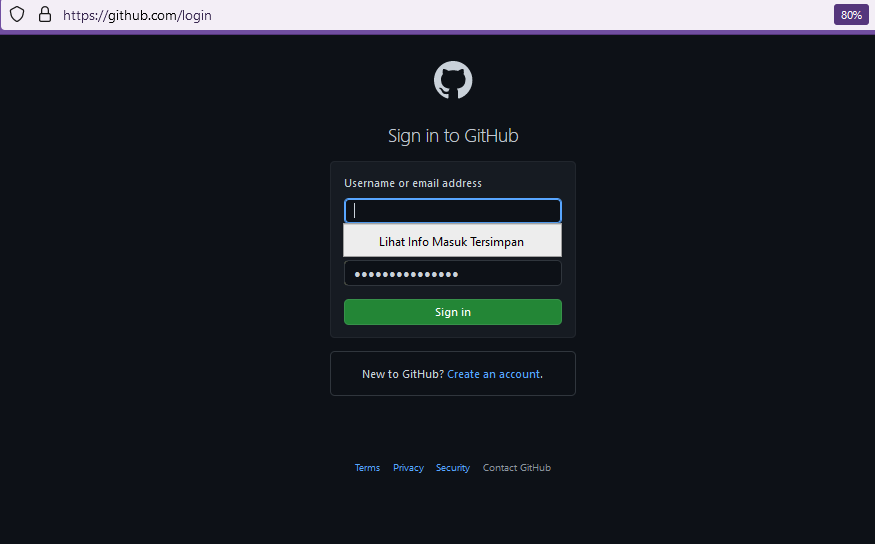 https://github.com/login
80%
Sign in to GitHub
Username or email address
Lihat Info Masuk Tersimpan
●●●●●●●●●●●●●●●
Sign in
New to GitHub? Create an account.
Terms Privacy Security Contact GitHub